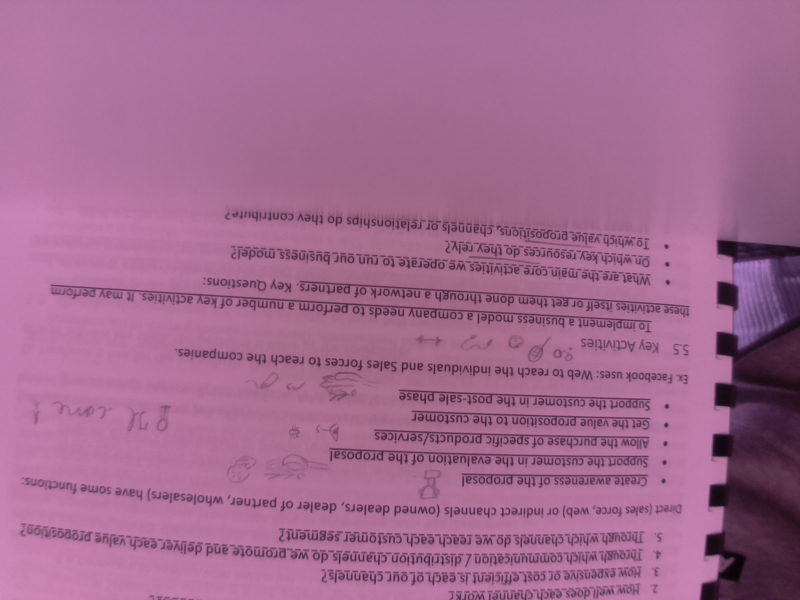 2. How well does each channel work?
3. How expensive or cost efficient is each of our channels?
4. Through which communication / distribution channels do we promote and deliver each value proposition?
5. Through which channels do we reach each customer segment?
Direct (sales force, web) or indirect channels (owned dealers, dealer of partner, wholesaler) have some functions:
• Create awareness of the proposal
• Support the customer in the evaluation of the proposal
• Allow the purchase of specific products/services
• Get the value proposition to the customer
• Support the customer in the post-sale phase
Ex. Facebook uses: Web to reach the individuals and Sales forces to reach the companies.
5.5 Key Activities
To implement a business model a company needs to perform a number of key activities. It may perform
these activities itself or get them done through a network of partners. Key Questions:
• What are the main core activities we operate to run our business model?
• On which key resources do they rely?
• To which value propositions, channels or relationships do they contribute?